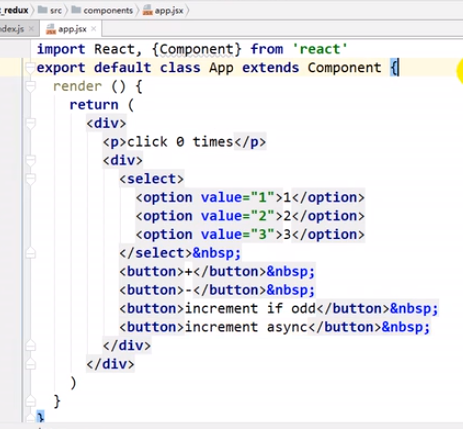 _redux src components app.jsx
dex.js app.jsx
import React, {Component} from 'react'
export default class App extends Component {
render () {
return (
<div>
<p>click 0 times</p>
<div>
<select>
<option value="1">1</option>
<option value="2">2</option>
<option value="3">3</option>
</select>&nbsp;
<button>+</button>&nbsp;
<button>-</button>&nbsp;
<button>increment if odd</button>&nbsp;
<button>increment async</button>&nbsp;
</div>
</div>
)
}
}